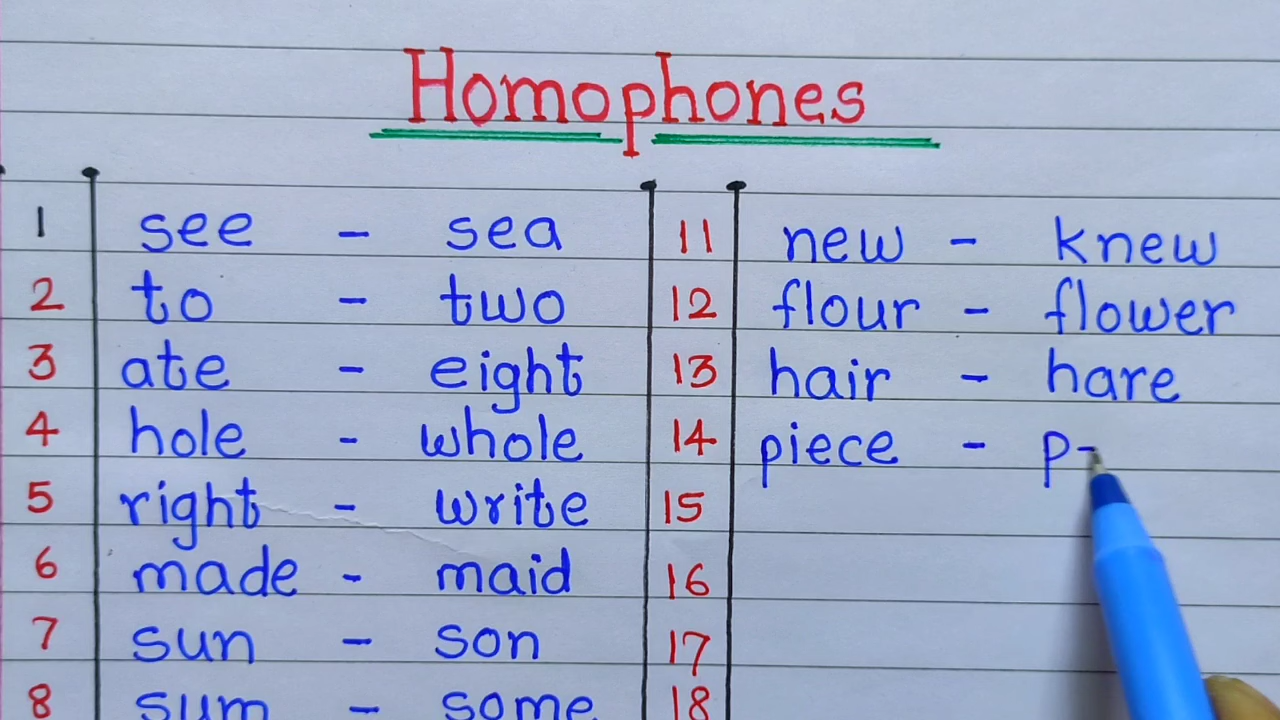 Homophones
1 see - sea 11 new - knew
2 to - two 12 flour - flower
3 ate - eight 13 hair - hare
4 hole - whole 14 piece - p
5 right - write 15
6 made - maid 16
7 sun - son 17
8 sum - some 18